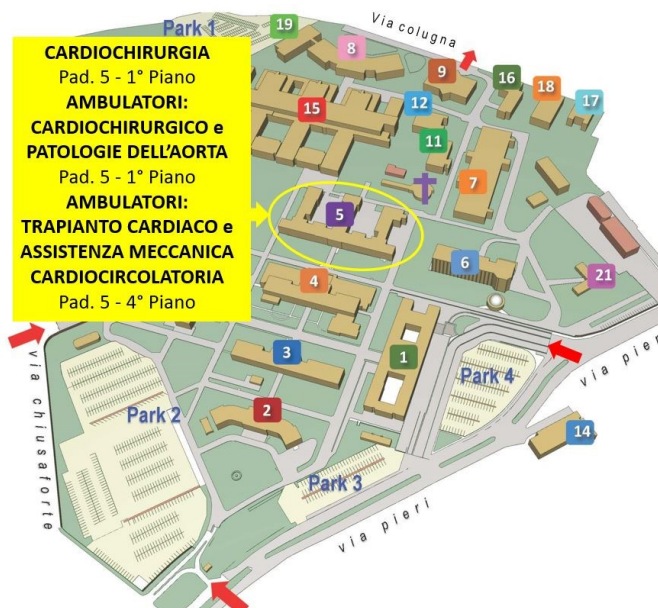 Park 1
19
8
Via colugna
CARDIOCHIRURGIA
Pad. 5 - 1° Piano
AMBULATORI:
CARDIOCHIRURGICO e
PATOLOGIE DELL'AORTA
Pad. 5 - 1° Piano
AMBULATORI:
TRAPIANTO CARDIACO e
ASSISTENZA MECCANICA
CARDIOCIRCOLATORIA
Pad. 5 - 4° Piano
9
16
18
17
15
12
11
7
5
6
21
4
3
1
2
Park 4
Park 2
Park 3
14
via chiusaforte
via pieri
via pieri